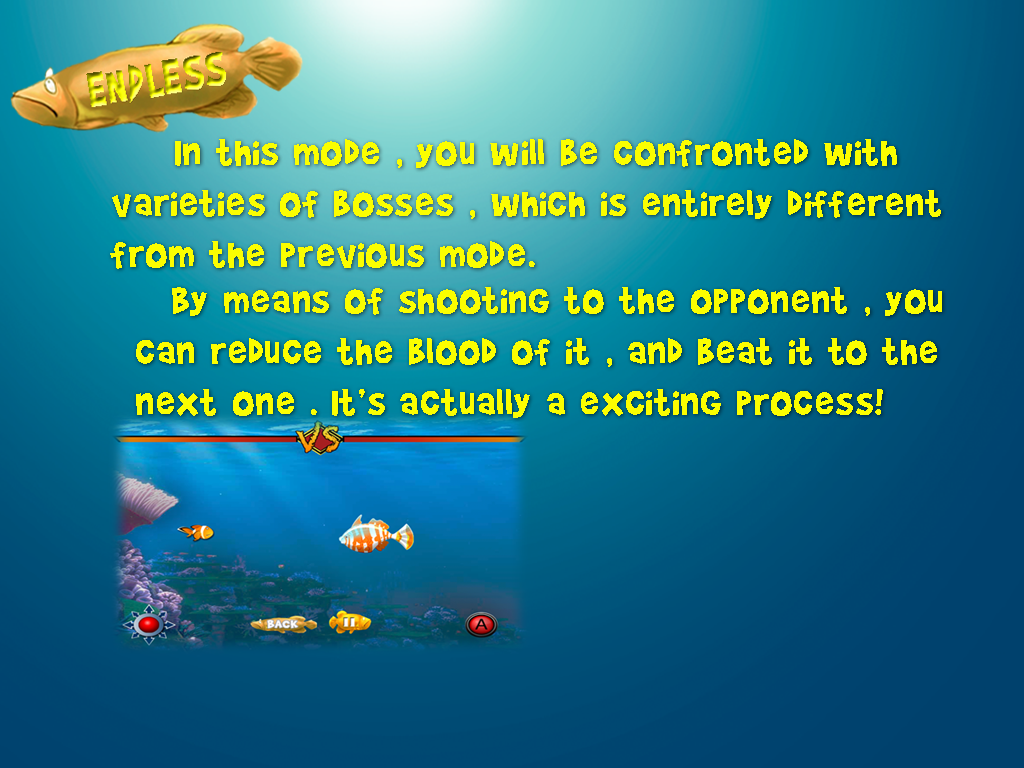 ENDLESS
In this mode , you will be confronted with
varieties of bosses , which is entirely different
from the previous mode.
By means of shooting to the opponent , you
can reduce the blood of it , and beat it to the
next one . It's actually a exciting process!
VS
BACK
A